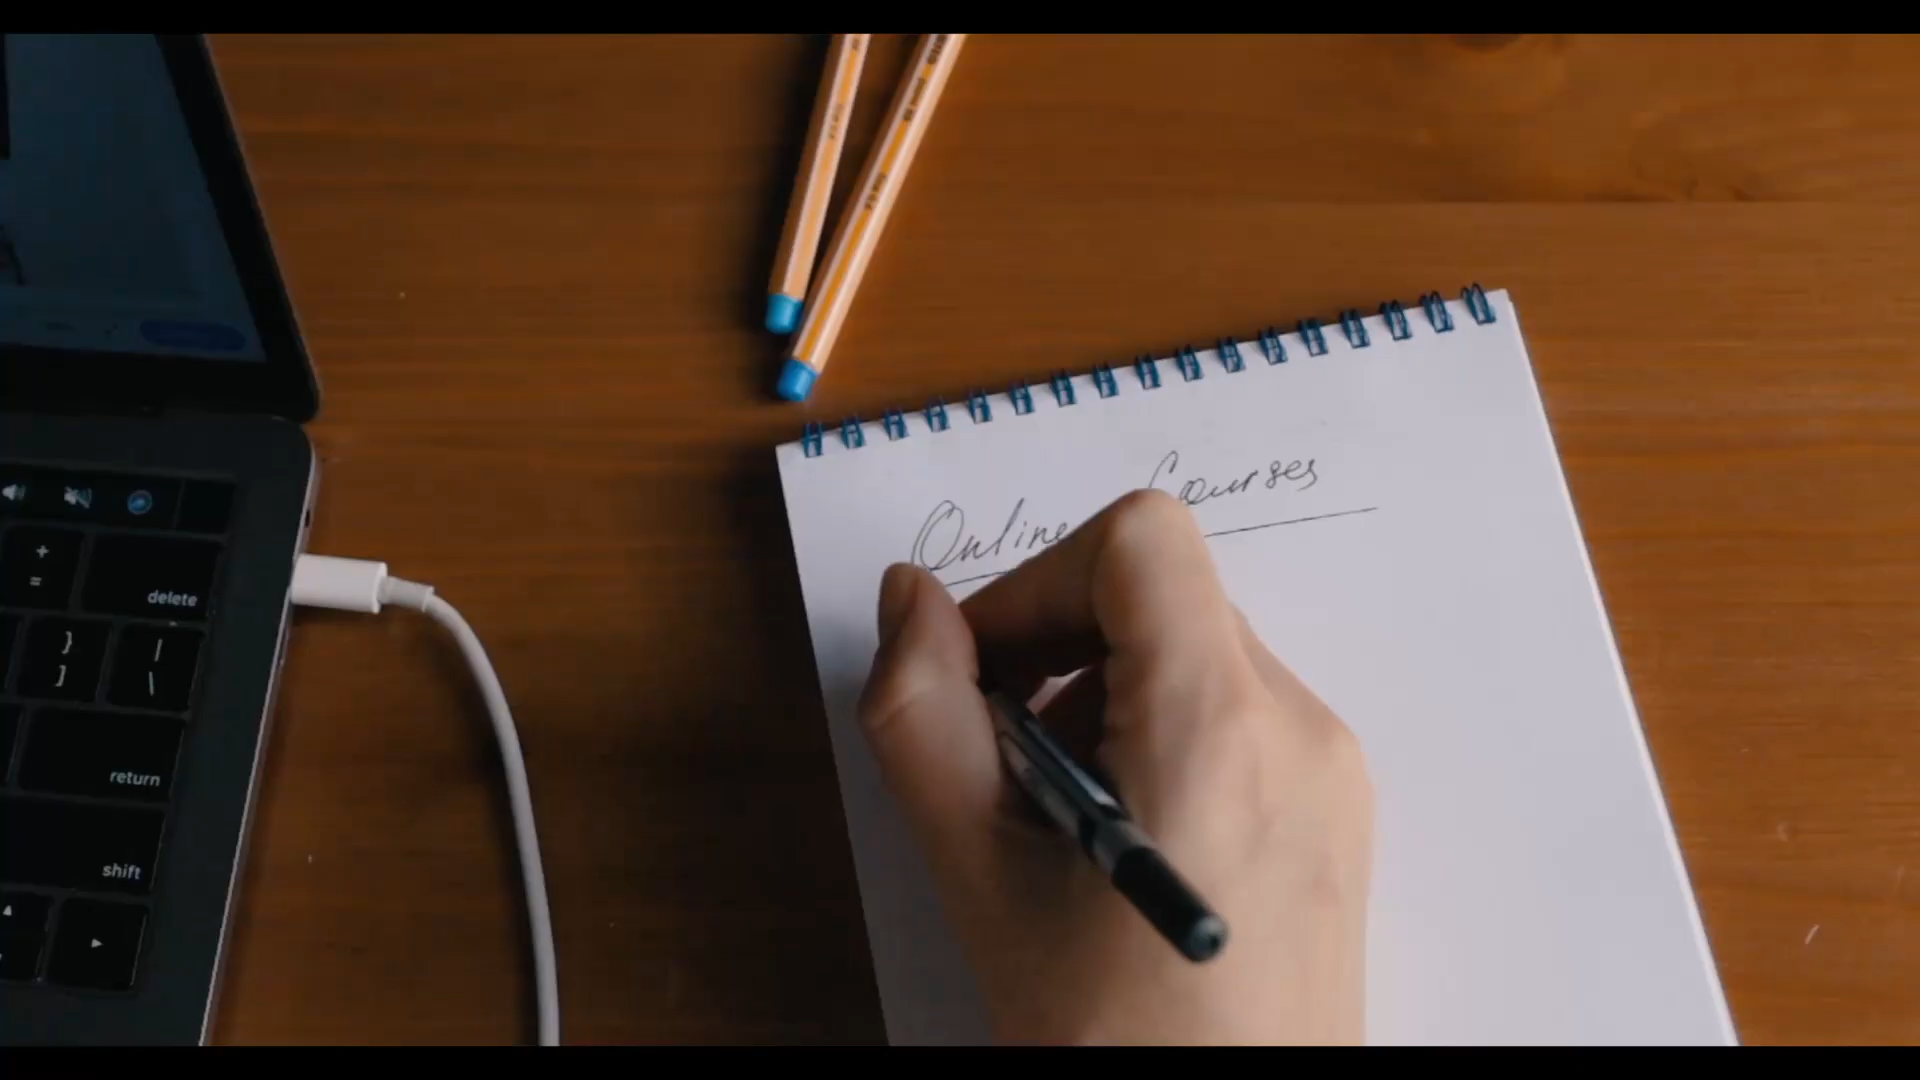 Online Courses
+
=
delete
}
]
|
\
return
shift